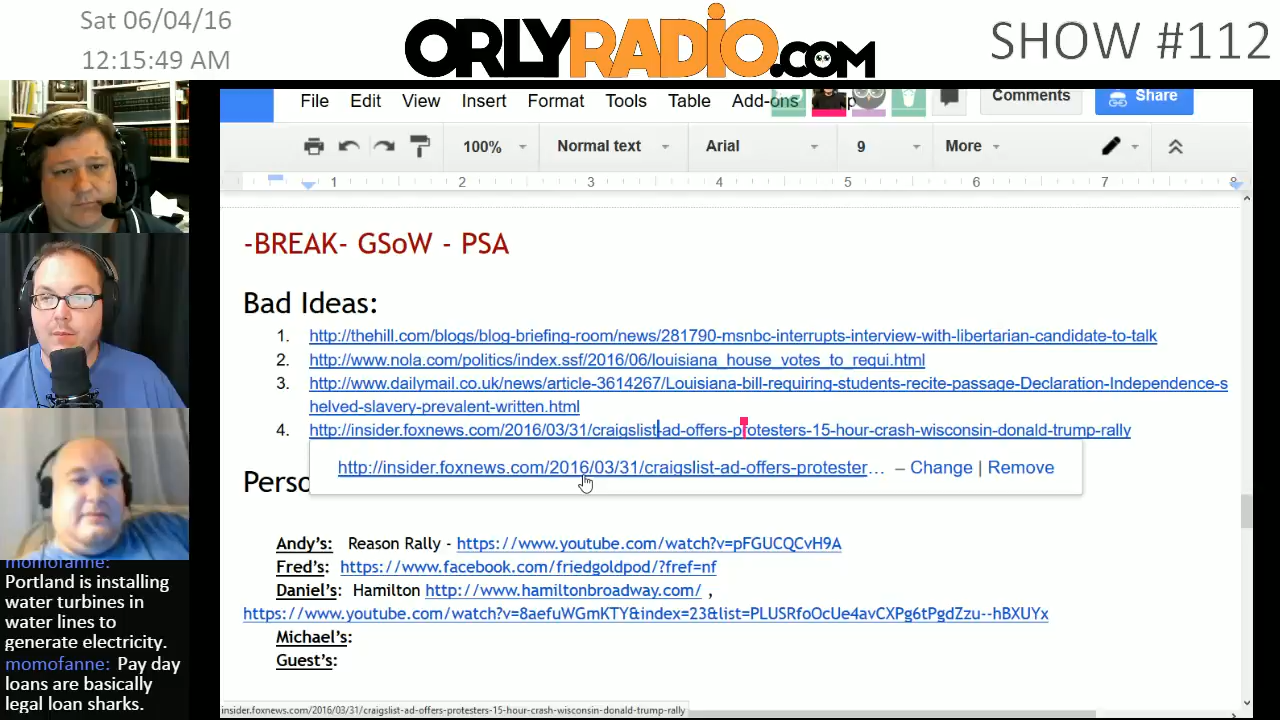 Sat 06/04/16
12:15:49 AM
ORLYRADiO.COM
SHOW #112
File Edit View Insert Format Tools Table Add-ons
Comments
Share
100% Normal text Arial 9 More
1 2 3 4 5 6 7 8
-BREAK- GSoW - PSA
Bad Ideas:
1. http://thehill.com/blogs/blog-briefing-room/news/281790-msnbc-interrupts-interview-with-libertarian-candidate-to-talk
2. http://www.nola.com/politics/index.ssf/2016/06/louisiana_house_votes_to_requi.html
3. http://www.dailymail.co.uk/news/article-3614267/Louisiana-bill-requiring-students-recite-passage-Declaration-Independence-s
helved-slavery-prevalent-written.html
4. http://insider.foxnews.com/2016/03/31/craigslist-ad-offers-protesters-15-hour-crash-wisconsin-donald-trump-rally
http://insider.foxnews.com/2016/03/31/craigslist-ad-offers-protester... – Change | Remove
Perso
Andy's: Reason Rally - https://www.youtube.com/watch?v=pFGUCQCvH9A
Fred's: https://www.facebook.com/friedgoldpod/?fref=nf
Daniel's: Hamilton http://www.hamiltonbroadway.com/ ,
https://www.youtube.com/watch?v=8aefuWGmKTY&index=23&list=PLUSRfoOcUe4avCXPg6tPgdZzu--hBXUYx
Michael's:
Guest's:
momofanne:
Portland is installing
water turbines in
water lines to
generate electricity.
momofanne: Pay day
loans are basically
legal loan sharks.
insider.foxnews.com/2016/03/31/craigslist-ad-offers-protesters-15-hour-crash-wisconsin-donald-trump-rally